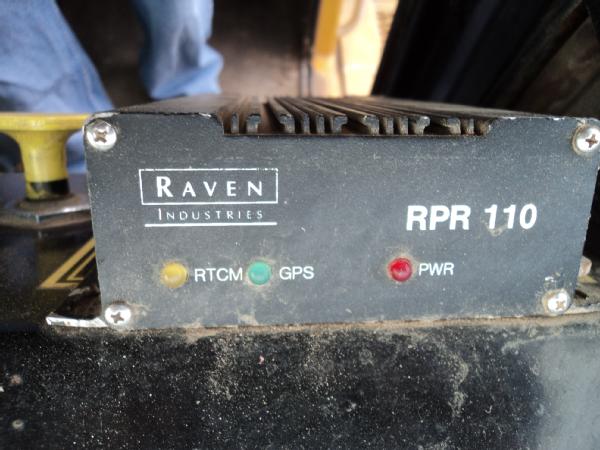 RAVEN
INDUSTRIES
RPR 110
RTCM GPS PWR